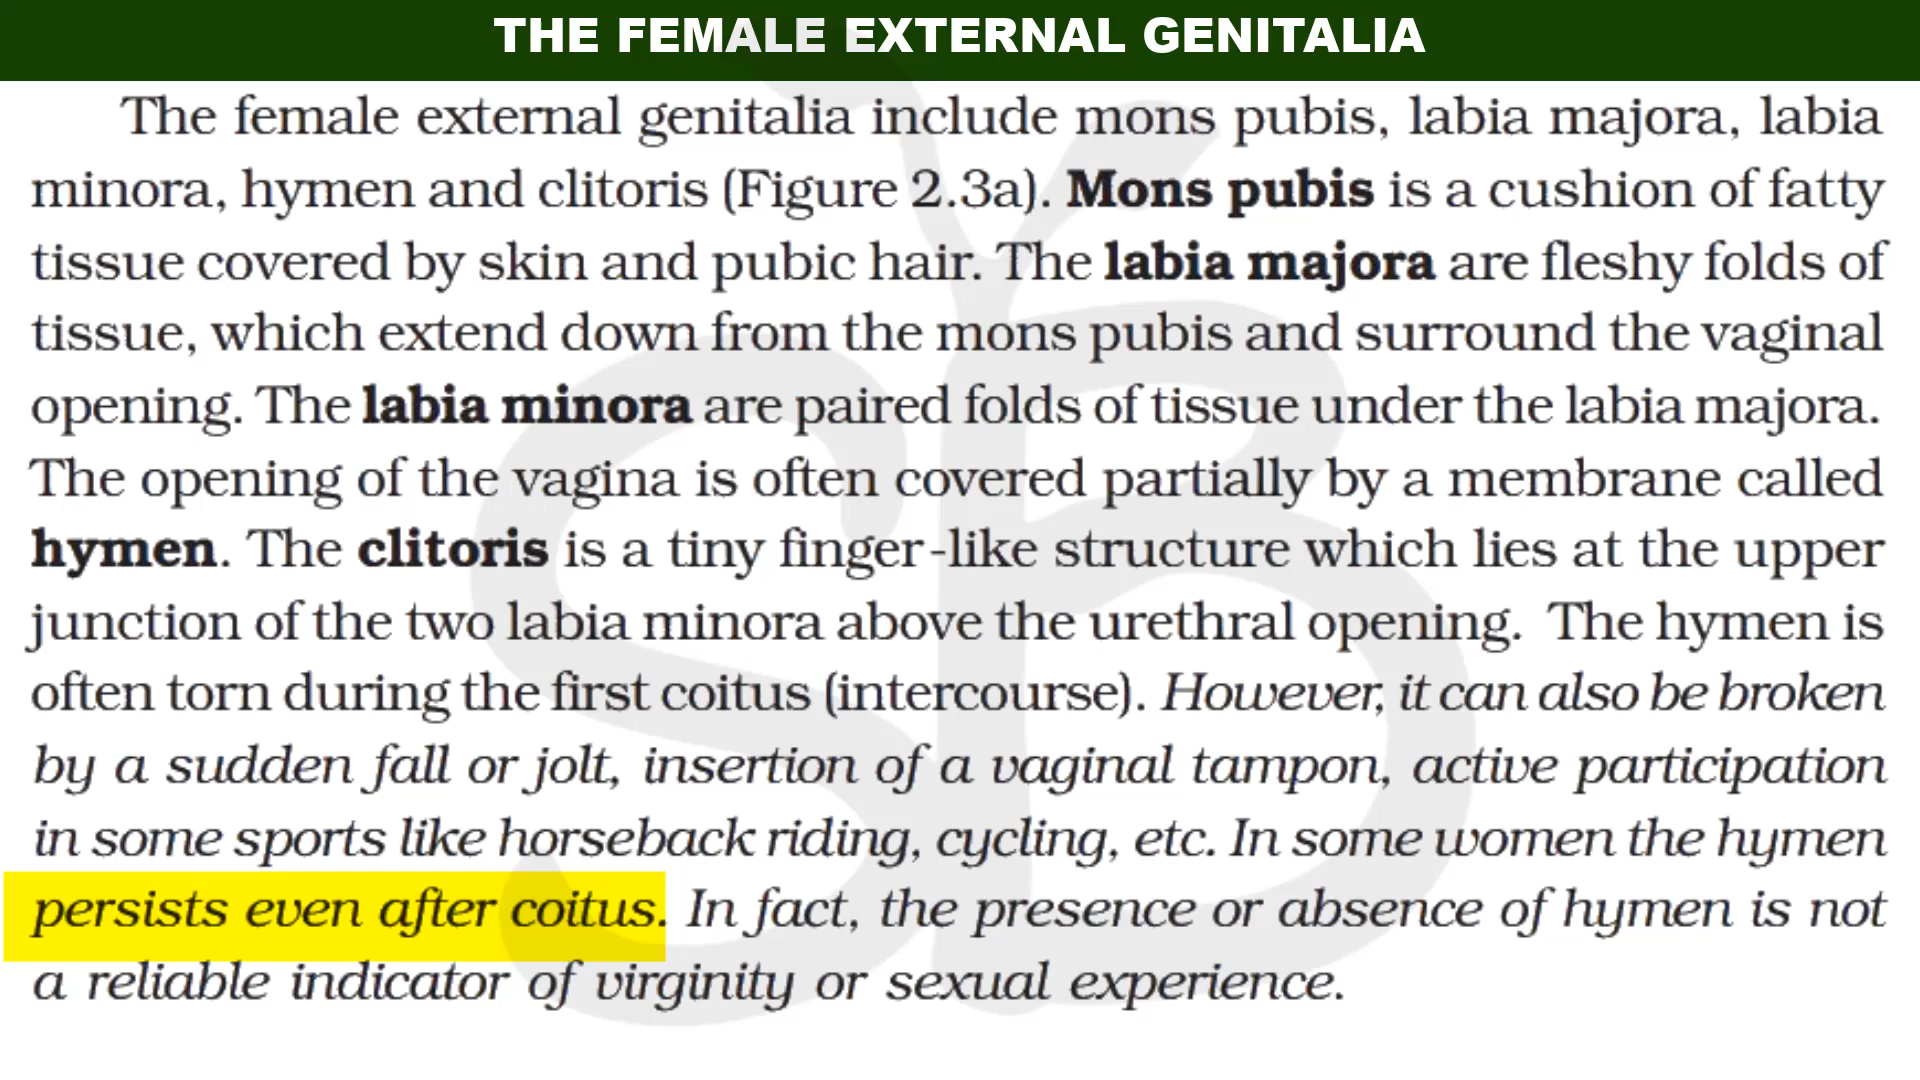 THE FEMALE EXTERNAL GENITALIA
The female external genitalia include mons pubis, labia majora, labia
minora, hymen and clitoris (Figure 2.3a). Mons pubis is a cushion of fatty
tissue covered by skin and pubic hair. The labia majora are fleshy folds of
tissue, which extend down from the mons pubis and surround the vaginal
opening. The labia minora are paired folds of tissue under the labia majora.
The opening of the vagina is often covered partially by a membrane called
hymen. The clitoris is a tiny finger-like structure which lies at the upper
junction of the two labia minora above the urethral opening. The hymen is
often torn during the first coitus (intercourse). However, it can also be broken
by a sudden fall or jolt, insertion of a vaginal tampon, active participation
in some sports like horseback riding, cycling, etc. In some women the hymen
persists even after coitus. In fact, the presence or absence of hymen is not
a reliable indicator of virginity or sexual experience.